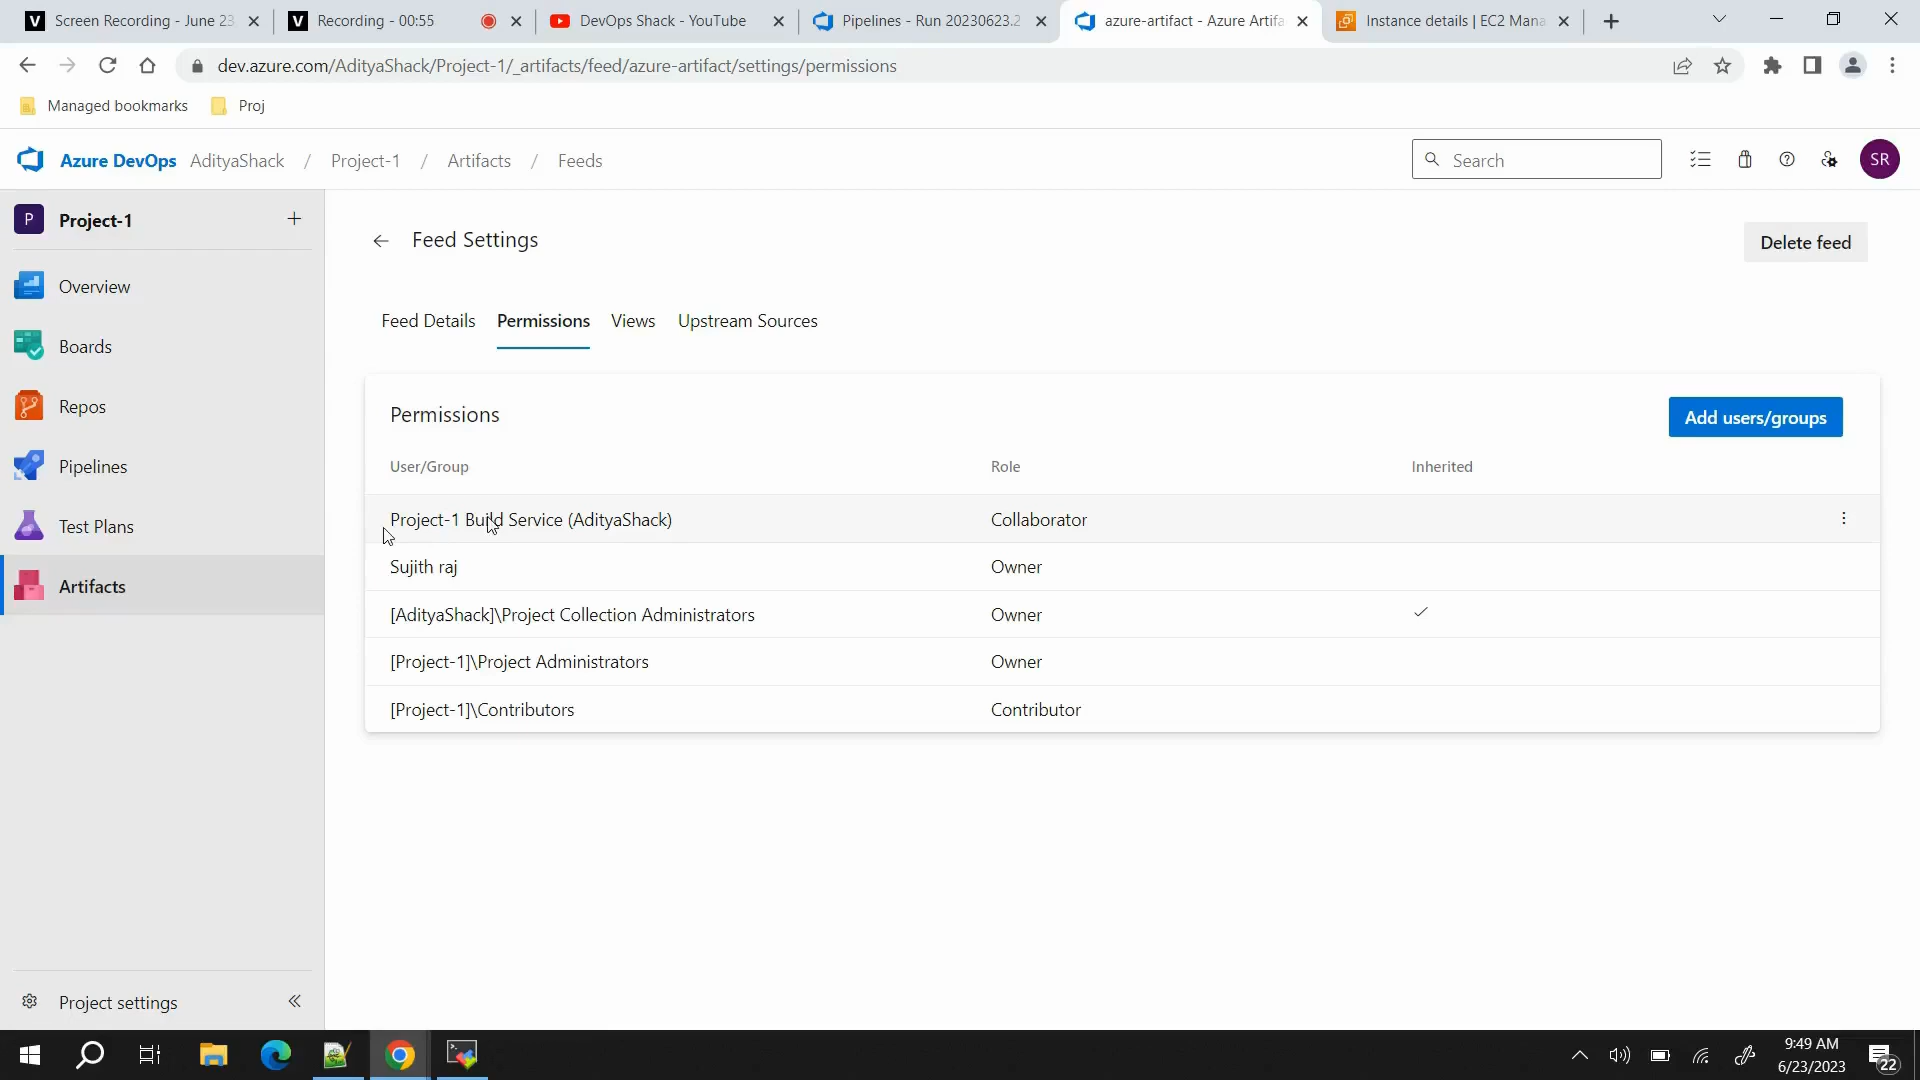 Screen Recording - June 23
Recording - 00:55
DevOps Shack - YouTube
Pipelines - Run 20230623.2
azure-artifact - Azure Artifa
Instance details | EC2 Mana
dev.azure.com/AdityaShack/Project-1/_artifacts/feed/azure-artifact/settings/permissions
Managed bookmarks
Proj
Azure DevOps AdityaShack / Project-1 / Artifacts / Feeds
Search
SR
P Project-1
Overview
Boards
Repos
Pipelines
Test Plans
Artifacts
Project settings
Feed Settings
Delete feed
Feed Details Permissions Views Upstream Sources
Permissions
Add users/groups
User/Group Role Inherited
Project-1 Build Service (AdityaShack) Collaborator
Sujith raj Owner
[AdityaShack]\Project Collection Administrators Owner
[Project-1]\Project Administrators Owner
[Project-1]\Contributors Contributor
9:49 AM
6/23/2023
22